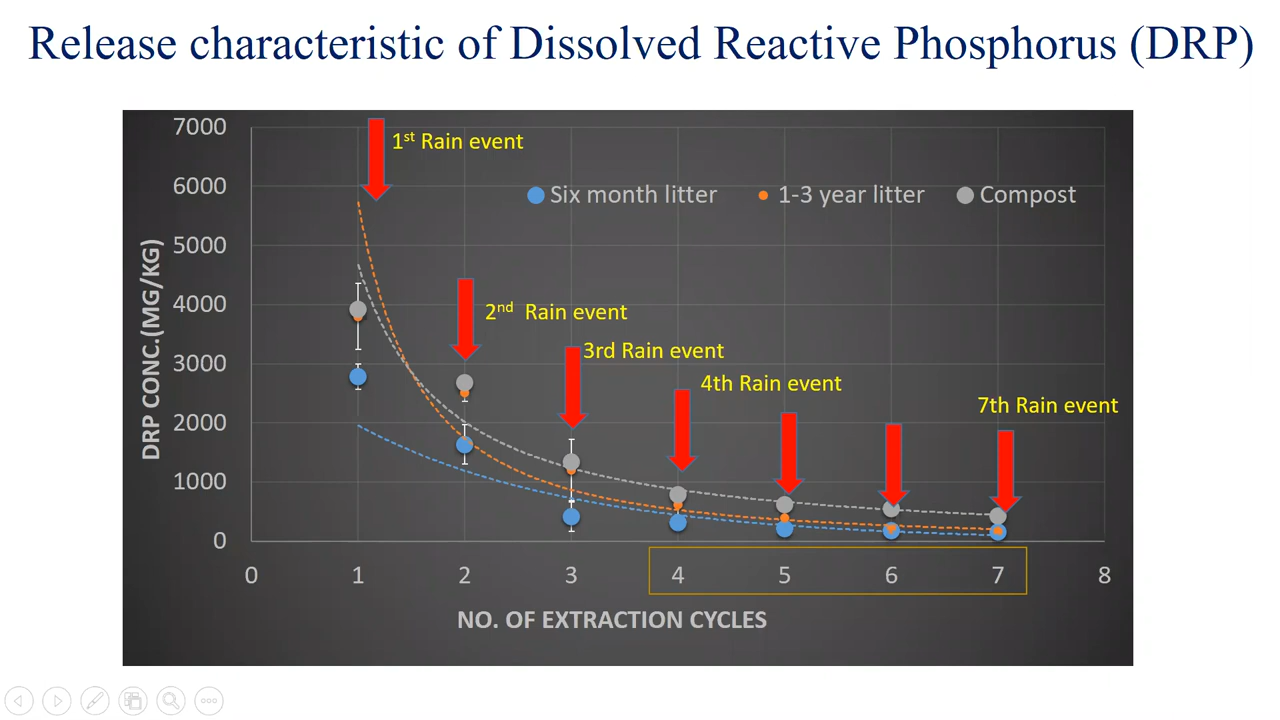 Release characteristic of Dissolved Reactive Phosphorus (DRP)
7000
6000
5000
4000
3000
2000
1000
0
DRP CONC.(MG/KG)
1st Rain event
Six month litter
1-3 year litter
Compost
2nd Rain event
3rd Rain event
4th Rain event
7th Rain event
0 1 2 3 4 5 6 7 8
NO. OF EXTRACTION CYCLES